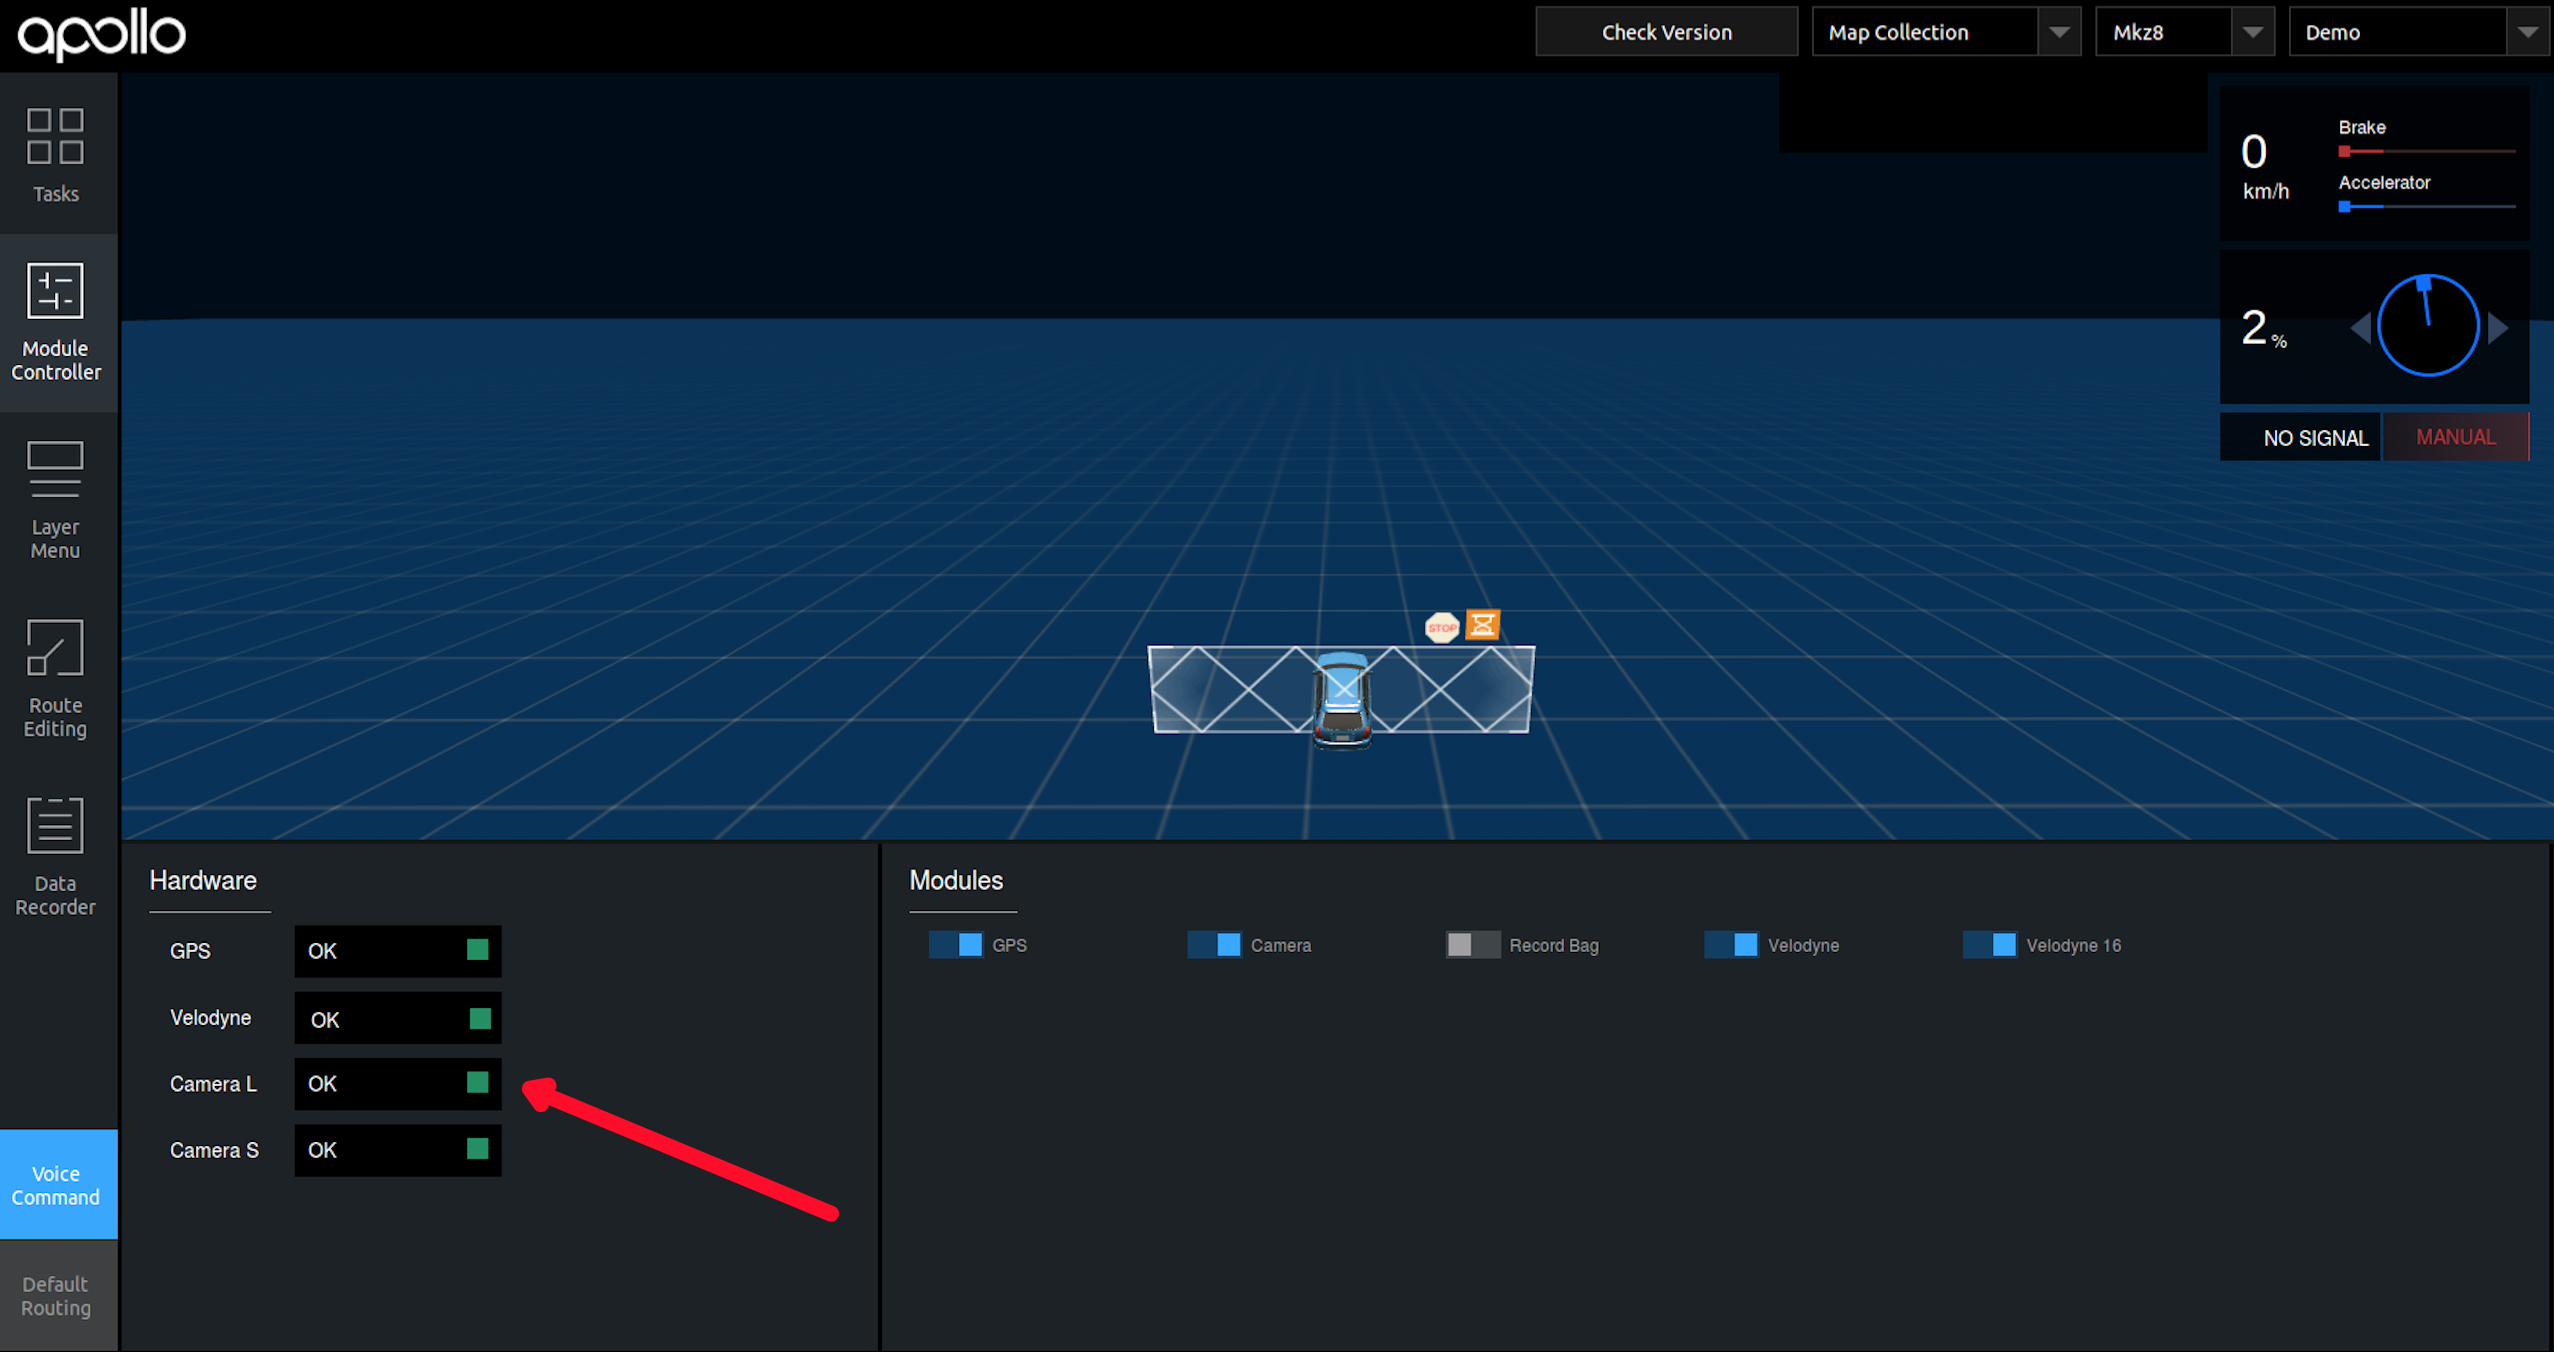 apollo
Check Version
Map Collection
Mkz8
Demo
Tasks
Module
Controller
Layer
Menu
Route
Editing
Data
Recorder
Voice
Command
Default
Routing
0
km/h
Brake
Accelerator
2 %
NO SIGNAL
MANUAL
STOP
Hardware
GPS OK
Velodyne OK
Camera L OK
Camera S OK
Modules
GPS
Camera
Record Bag
Velodyne
Velodyne 16